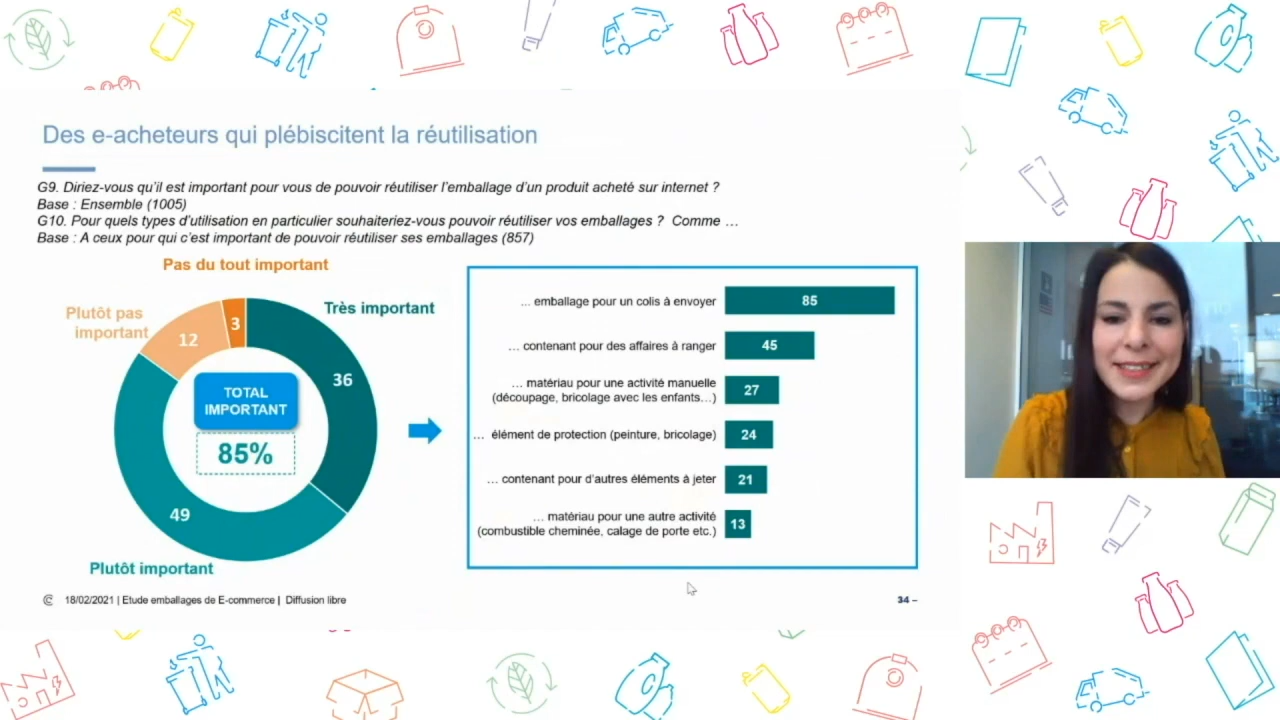 Des e-acheteurs qui plébiscitent la réutilisation
G9. Diriez-vous qu'il est important pour vous de pouvoir réutiliser l'emballage d'un produit acheté sur internet ?
Base : Ensemble (1005)
G10. Pour quels types d'utilisation en particulier souhaiteriez-vous pouvoir réutiliser vos emballages ? Comme …
Base : A ceux pour qui c'est important de pouvoir réutiliser ses emballages (857)
Pas du tout important
Plutôt pas
important
Très important
3
12
36
TOTAL
IMPORTANT
85%
49
Plutôt important
... emballage pour un colis à envoyer
85
… contenant pour des affaires à ranger
45
… matériau pour une activité manuelle
(découpage, bricolage avec les enfants…)
27
… élément de protection (peinture, bricolage)
24
… contenant pour d'autres éléments à jeter
21
… matériau pour une autre activité
(combustible cheminée, calage de porte etc.)
13
18/02/2021 | Etude emballages de E-commerce | Diffusion libre
34 –